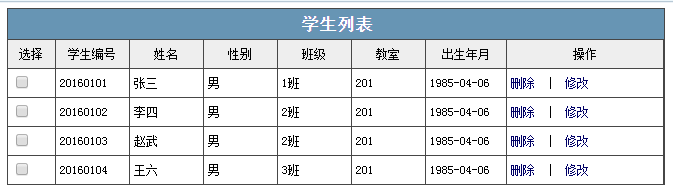 学生列表
选择 学生编号 姓名 性别 班级 教室 出生年月 操作
20160101 张三 男 1班 201 1985-04-06 删除 | 修改
20160102 李四 男 2班 201 1985-04-06 删除 | 修改
20160103 赵武 男 2班 201 1985-04-06 删除 | 修改
20160104 王六 男 3班 201 1985-04-06 删除 | 修改